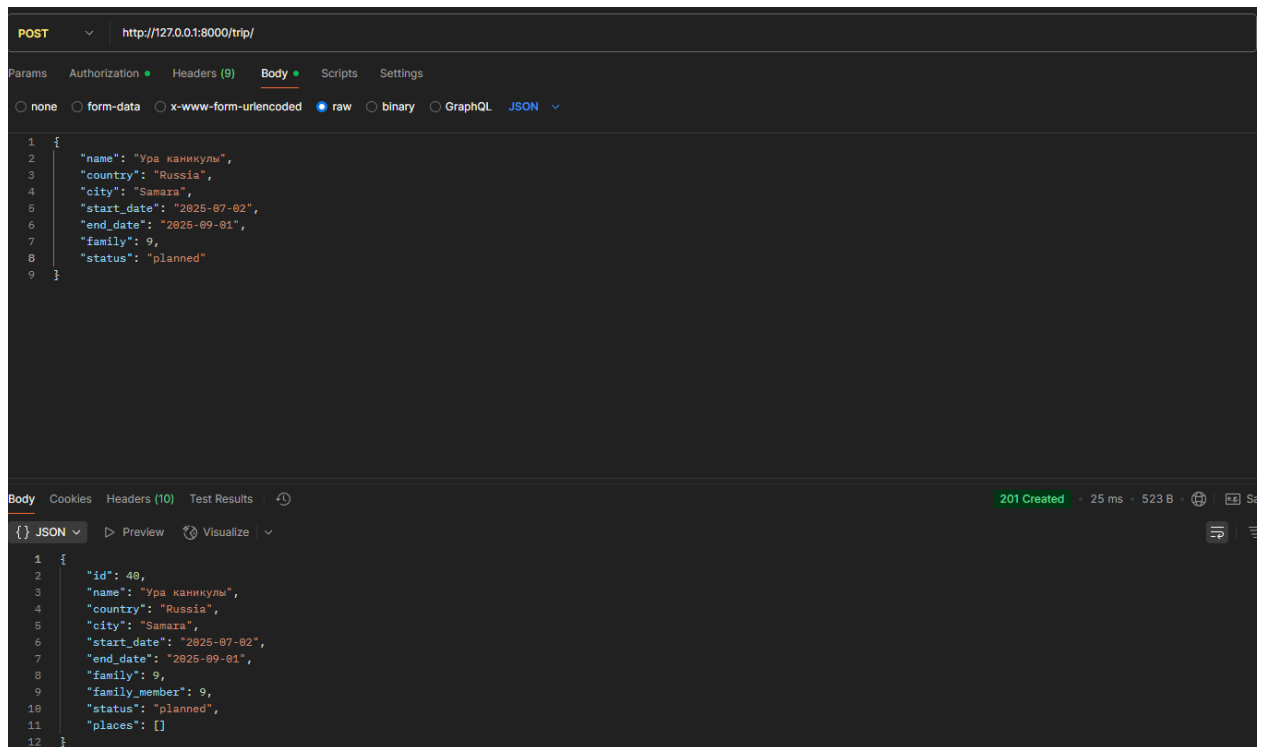 POST http://127.0.0.1:8000/trip/
Params Authorization Headers (9) Body Scripts Settings
none form-data x-www-form-urlencoded raw binary GraphQL JSON
1 {
2 "name": "Ура каникулы",
3 "country": "Russia",
4 "city": "Samara",
5 "start_date": "2025-07-02",
6 "end_date": "2025-09-01",
7 "family": 9,
8 "status": "planned"
9 }
Body Cookies Headers (10) Test Results 201 Created • 25 ms • 523 B • e.g. Sa
{} JSON Preview Visualize
1 {
2 "id": 40,
3 "name": "Ура каникулы",
4 "country": "Russia",
5 "city": "Samara",
6 "start_date": "2025-07-02",
7 "end_date": "2025-09-01",
8 "family": 9,
9 "family_member": 9,
10 "status": "planned",
11 "places": []
12 }